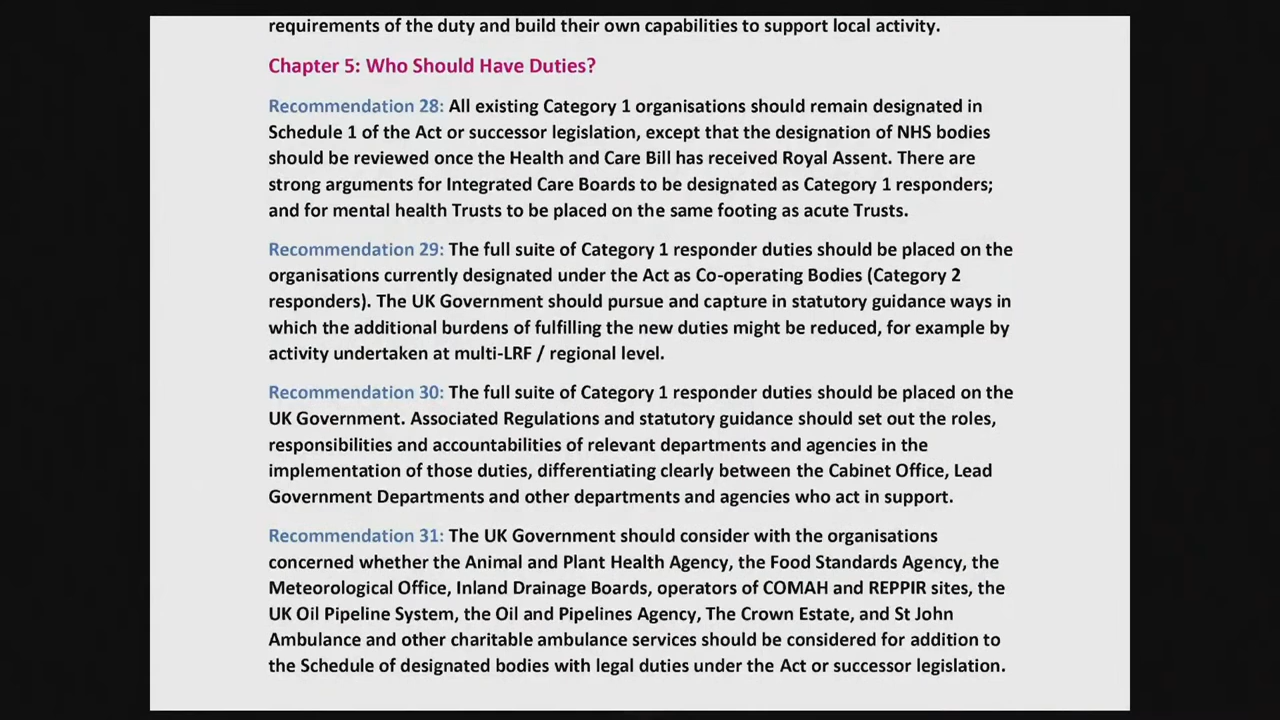 requirements of the duty and build their own capabilities to support local activity.
Chapter 5: Who Should Have Duties?
Recommendation 28: All existing Category 1 organisations should remain designated in
Schedule 1 of the Act or successor legislation, except that the designation of NHS bodies
should be reviewed once the Health and Care Bill has received Royal Assent. There are
strong arguments for Integrated Care Boards to be designated as Category 1 responders;
and for mental health Trusts to be placed on the same footing as acute Trusts.
Recommendation 29: The full suite of Category 1 responder duties should be placed on the
organisations currently designated under the Act as Co-operating Bodies (Category 2
responders). The UK Government should pursue and capture in statutory guidance ways in
which the additional burdens of fulfilling the new duties might be reduced, for example by
activity undertaken at multi-LRF / regional level.
Recommendation 30: The full suite of Category 1 responder duties should be placed on the
UK Government. Associated Regulations and statutory guidance should set out the roles,
responsibilities and accountabilities of relevant departments and agencies in the
implementation of those duties, differentiating clearly between the Cabinet Office, Lead
Government Departments and other departments and agencies who act in support.
Recommendation 31: The UK Government should consider with the organisations
concerned whether the Animal and Plant Health Agency, the Food Standards Agency, the
Meteorological Office, Inland Drainage Boards, operators of COMAH and REPPIR sites, the
UK Oil Pipeline System, the Oil and Pipelines Agency, The Crown Estate, and St John
Ambulance and other charitable ambulance services should be considered for addition to
the Schedule of designated bodies with legal duties under the Act or successor legislation.